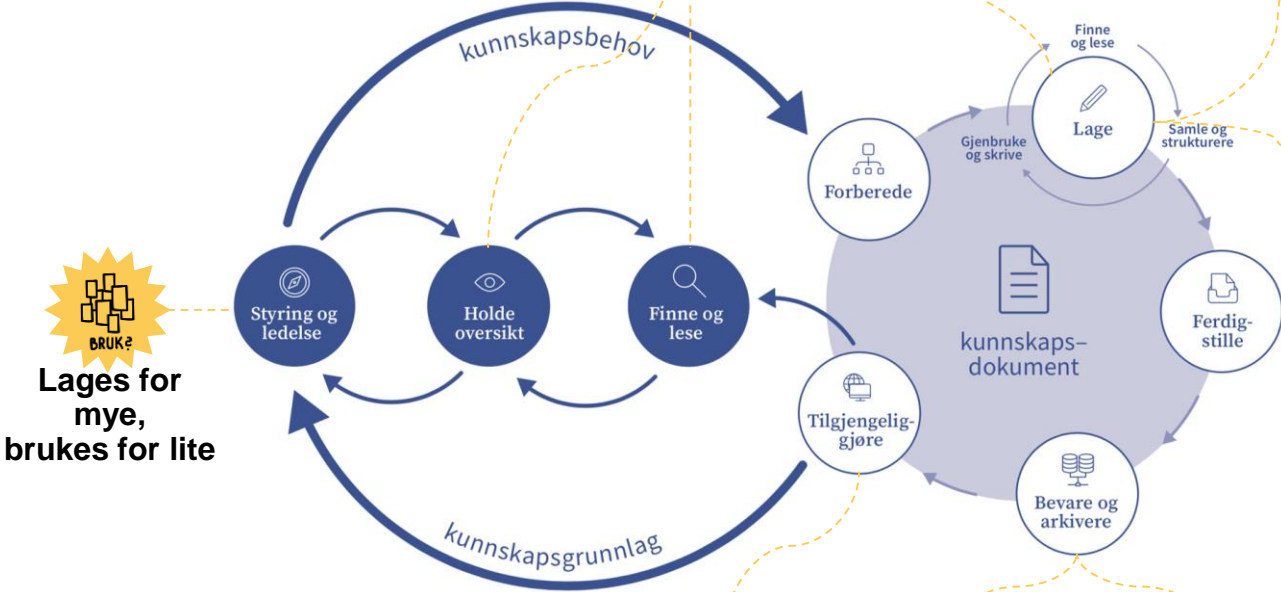 kunnskapsbehov
Finne
og lese
Lage
Samle og
strukturere
Gjenbruke
og skrive
Forberede
Styring og
ledelse
Holde
oversikt
Finne og
lese
BRUK?
Lages for
mye,
brukes for lite
kunnskaps–
dokument
Ferdig-
stille
Tilgjengelig-
gjøre
Bevare og
arkivere
kunnskapsgrunnlag